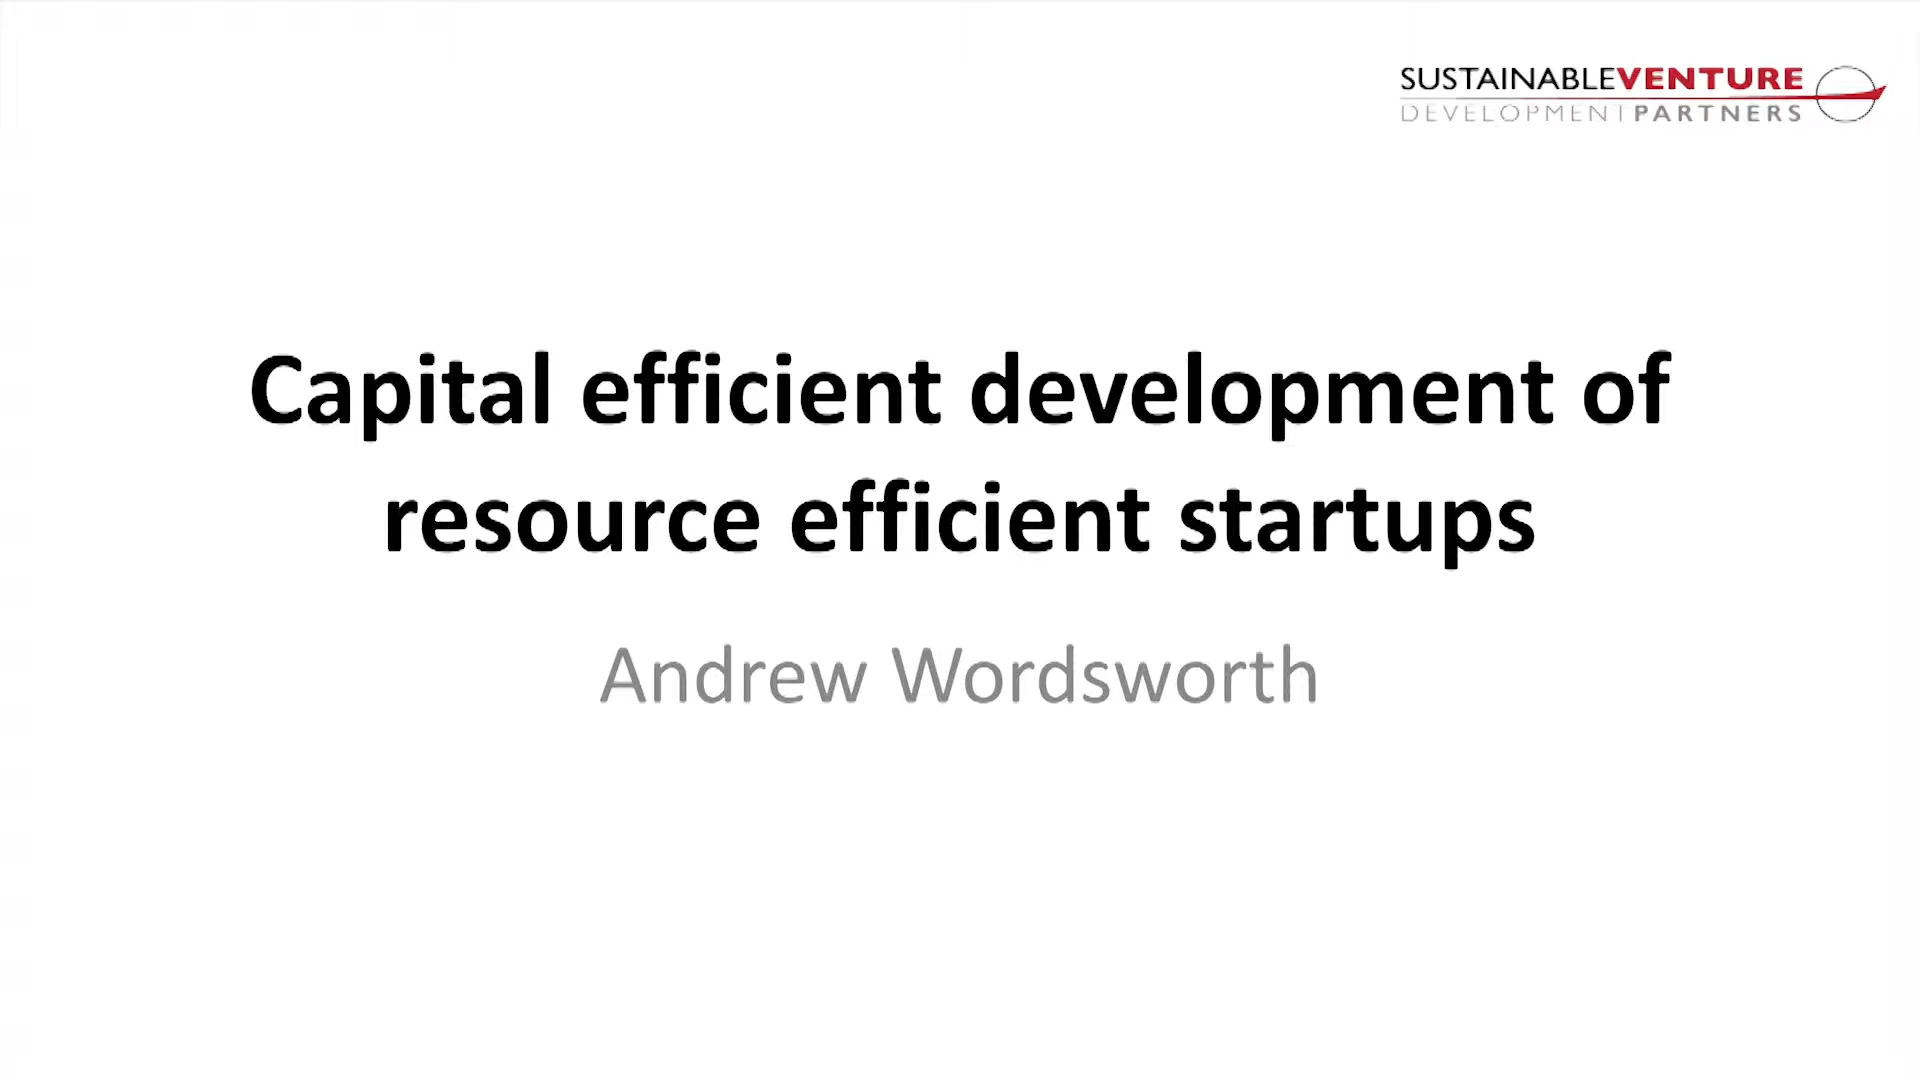 SUSTAINABLEVENTURE
DEVELOPMENTPARTNERS
Capital efficient development of
resource efficient startups
Andrew Wordsworth